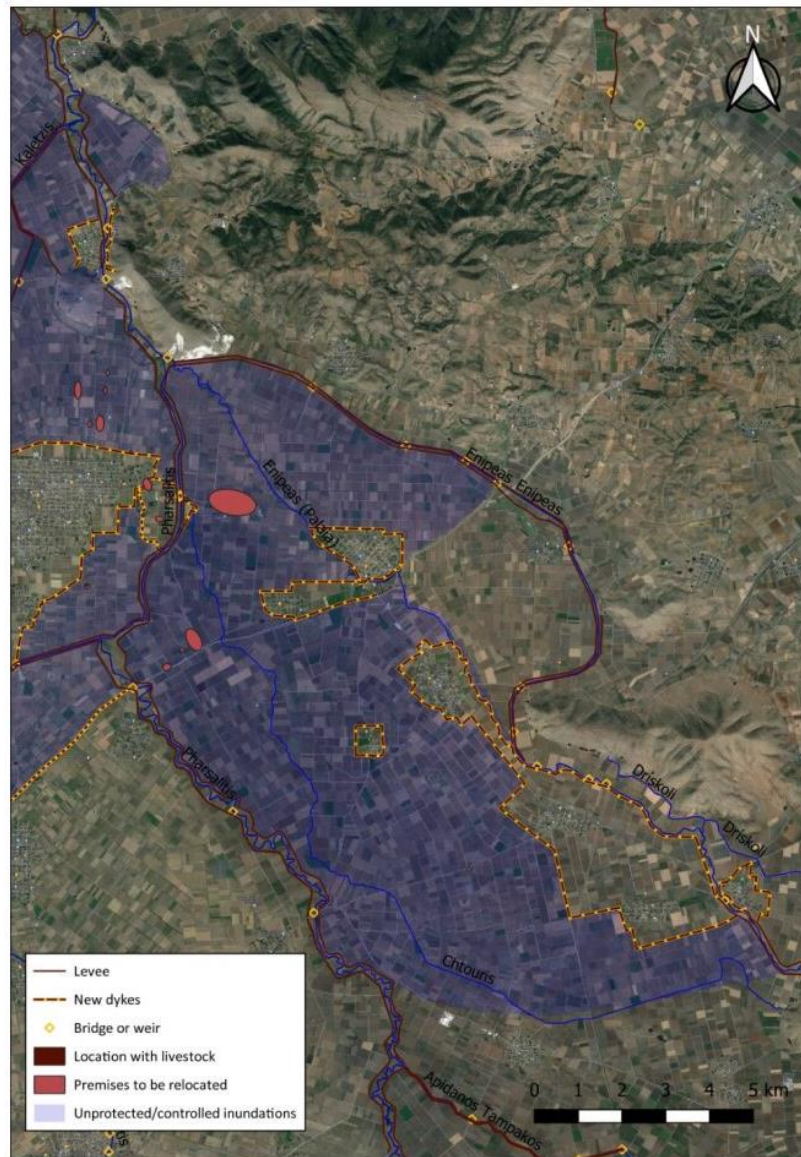 N
Kaletzis
Enipeas Enipeas
Enipeas (Palaia)
Pharsalitis
Pharsalitis
Driskoli
Driskoli
Chtouris
Apidanos Tampakos
Levee
New dykes
Bridge or weir
Location with livestock
Premises to be relocated
Unprotected/controlled inundations
0 1 2 3 4 5 km